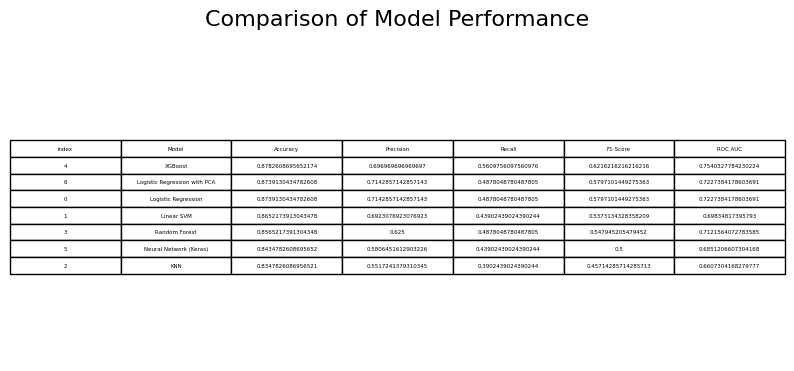 Comparison of Model Performance
index Model Accuracy Precision Recall F1-Score ROC AUC
4 XGBoost 0.8782608695652174 0.696969696969697 0.5609756097560976 0.6216216216216216 0.7540327784230224
6 Logistic Regression with PCA 0.8739130434782608 0.7142857142857143 0.4878048780487805 0.5797101449275363 0.7227384178603691
0 Logistic Regression 0.8739130434782608 0.7142857142857143 0.4878048780487805 0.5797101449275363 0.7227384178603691
1 Linear SVM 0.8652173913043478 0.6923076923076923 0.43902439024390244 0.5373134328358209 0.69834817395793
3 Random Forest 0.8565217391304348 0.625 0.4878048780487805 0.547945205479452 0.7121564072783585
5 Neural Network (Keras) 0.8434782608695652 0.5806451612903226 0.43902439024390244 0.5 0.6851206607304168
2 KNN 0.8347826086956521 0.5517241379310345 0.3902439024390244 0.45714285714285713 0.6607304168279777